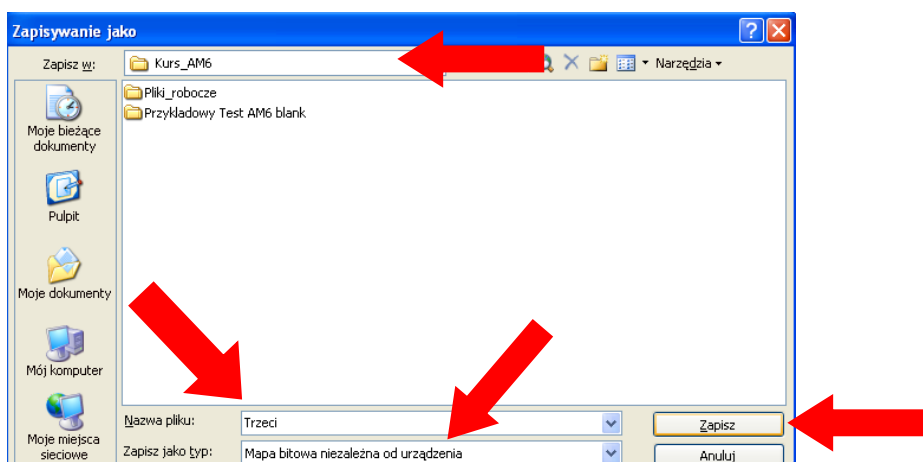 Zapisywanie jako
Zapisz w:
Kurs_AM6
Narzędzia
Pliki_robocze
Przykladowy Test AM6 blank
Moje bieżące
dokumenty
Pulpit
Moje dokumenty
Mój komputer
Moje miejsca
sieciowe
Nazwa pliku:
Trzeci
Zapisz
Zapisz jako typ:
Mapa bitowa niezależna od urządzenia
Anuluj